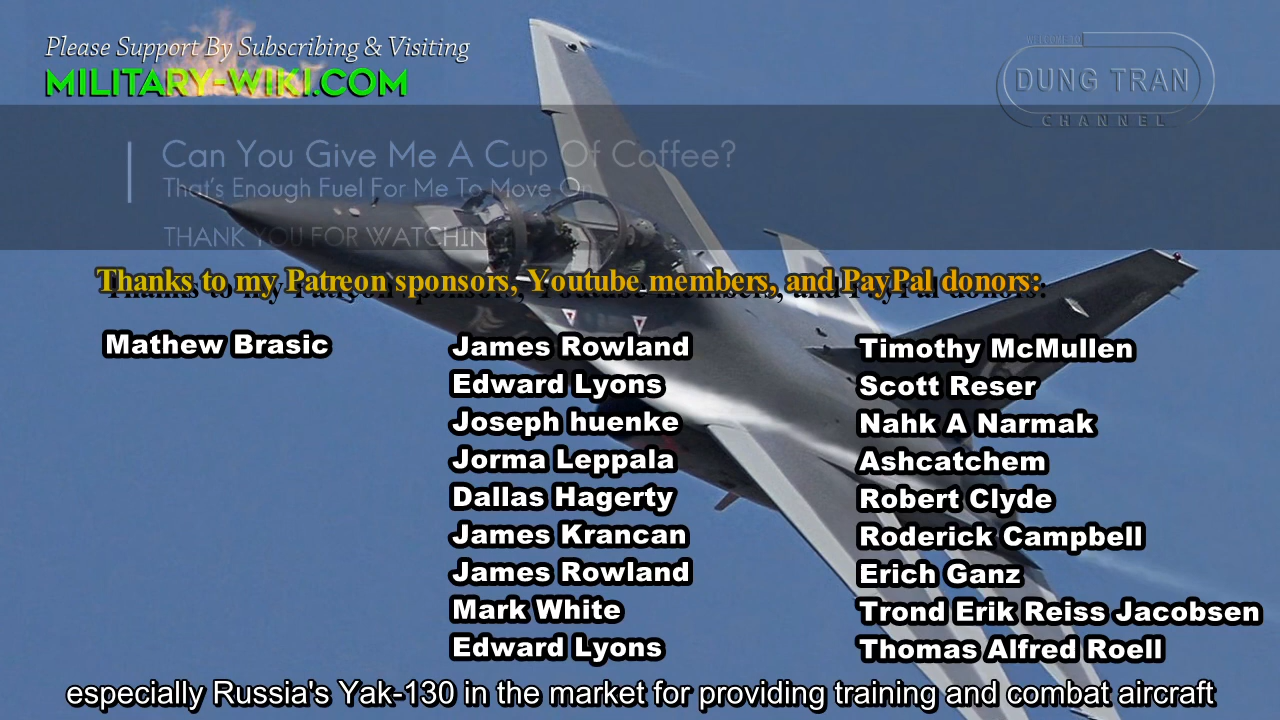 Please Support By Subscribing & Visiting
MILITARY-WIKI.COM
WELCOME TO
DUNG TRAN
CHANNEL
Can You Give Me A Cup Of Coffee?
That's Enough Fuel For Me To Move On
THANK YOU FOR WATCHIN
Thanks to my Patreon sponsors, Youtube members, and PayPal donors:
Mathew Brasic
James Rowland
Edward Lyons
Joseph huenke
Jorma Leppala
Dallas Hagerty
James Krancan
James Rowland
Mark White
Edward Lyons
Timothy McMullen
Scott Reser
Nahk A Narmak
Ashcatchem
Robert Clyde
Roderick Campbell
Erich Ganz
Trond Erik Reiss Jacobsen
Thomas Alfred Roell
especially Russia's Yak-130 in the market for providing training and combat aircraft